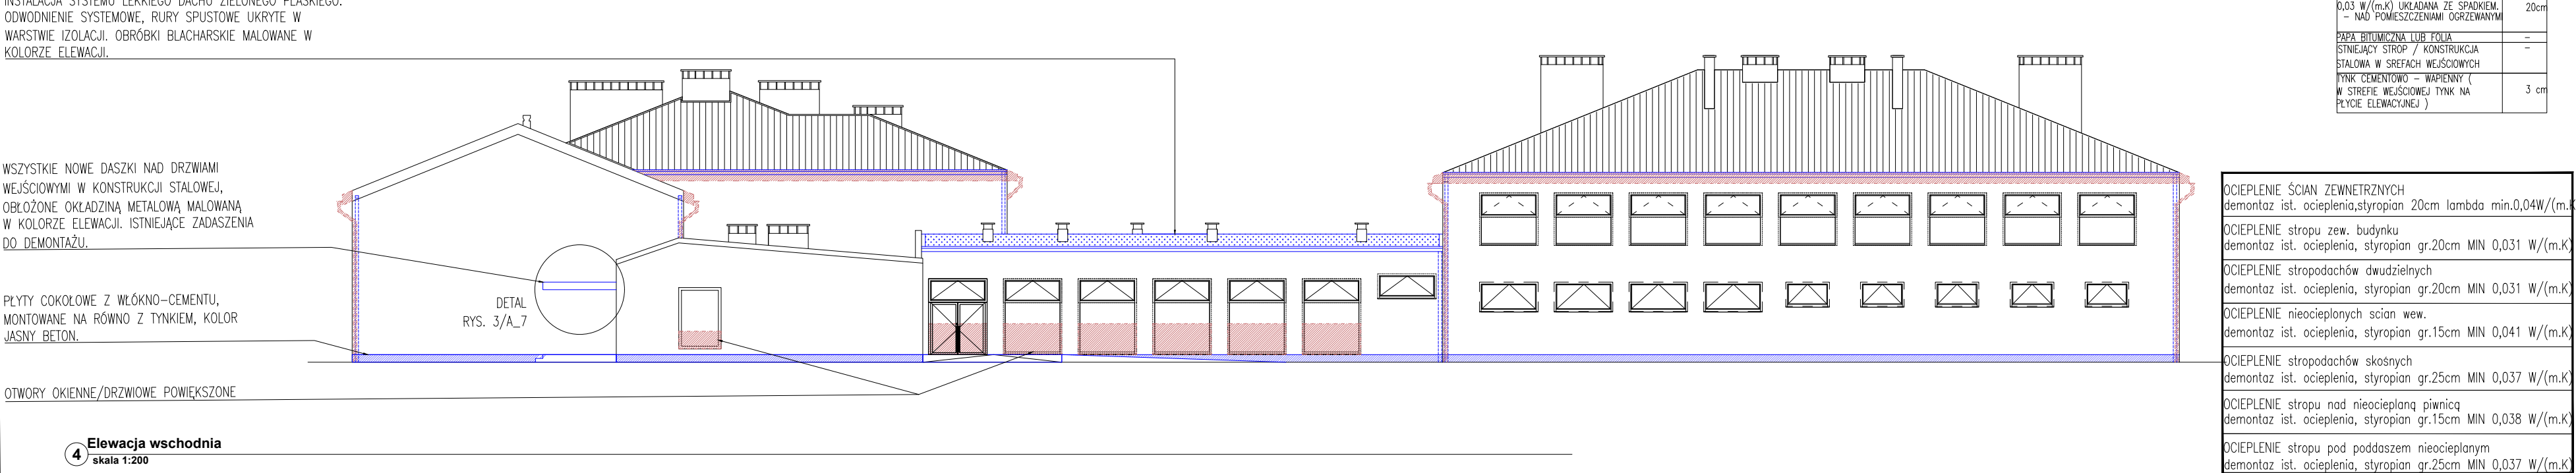 INSTALACJA SYSTEMU LEKKIEGO DACHU ZIELONEGO PŁASKIEGO.
ODWODNIENIE SYSTEMOWE, RURY SPUSTOWE UKRYTE W
WARSTWIE IZOLACJI. OBRÓBKI BLACHARSKIE MALOWANE W
KOLORZE ELEWACJI.
WSZYSTKIE NOWE DASZKI NAD DRZWIAMI
WEJŚCIOWYMI W KONSTRUKCJI STALOWEJ,
OBŁOŻONE OKŁADZINĄ METALOWĄ MALOWANĄ
W KOLORZE ELEWACJI. ISTNIEJĄCE ZADASZENIA
DO DEMONTAŻU.
PŁYTY COKOŁOWE Z WŁÓKNO-CEMENTU,
MONTOWANE NA RÓWNO Z TYNKIEM, KOLOR
JASNY BETON.
OTWORY OKIENNE/DRZWIOWE POWIĘKSZONE
DETAL
RYS. 3/A_7
4 Elewacja wschodnia
skala 1:200
0,03 W/(m.K) UKŁADANA ZE SPADKIEM. 20cm
- NAD POMIESZCZENIAMI OGRZEWANYMI
PAPA BITUMICZNA LUB FOLIA -
STNIEJĄCY STROP / KONSTRUKCJA -
STALOWA W SREFACH WEJŚCIOWYCH
TYNK CEMENTOWO - WAPIENNY (
W STREFIE WEJŚCIOWEJ TYNK NA 3 cm
PŁYCIE ELEWACYJNEJ )
OCIEPLENIE ŚCIAN ZEWNETRZNYCH
demontaz ist. ocieplenia,styropian 20cm lambda min.0,04W/(m.K
OCIEPLENIE stropu zew. budynku
demontaz ist. ocieplenia, styropian gr.20cm MIN 0,031 W/(m.K)
OCIEPLENIE stropodachów dwudzielnych
demontaz ist. ocieplenia, styropian gr.20cm MIN 0,031 W/(m.K)
OCIEPLENIE nieocieplonych scian wew.
demontaz ist. ocieplenia, styropian gr.15cm MIN 0,041 W/(m.K)
OCIEPLENIE stropodachów skośnych
demontaz ist. ocieplenia, styropian gr.25cm MIN 0,037 W/(m.K)
OCIEPLENIE stropu nad nieocieplaną piwnicą
demontaz ist. ocieplenia, styropian gr.15cm MIN 0,038 W/(m.K)
OCIEPLENIE stropu pod poddaszem nieocieplanym
demontaz ist. ocieplenia, styropian gr.25cm MIN 0,037 W/(m.K)